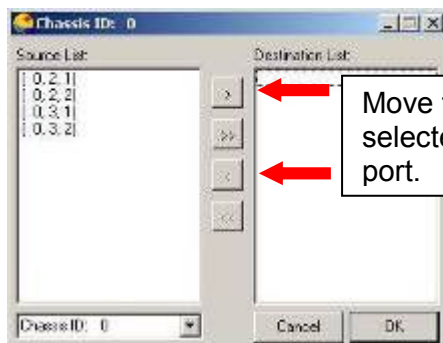 Chassis ID: 0
Source List:
Destination List:
[ 0, 2, 1]
[ 0, 2, 2]
[ 0, 3, 1]
[ 0, 3, 2]
>
>>
<
<<
Move
select
port.
Chassis ID: 0
Cancel
OK